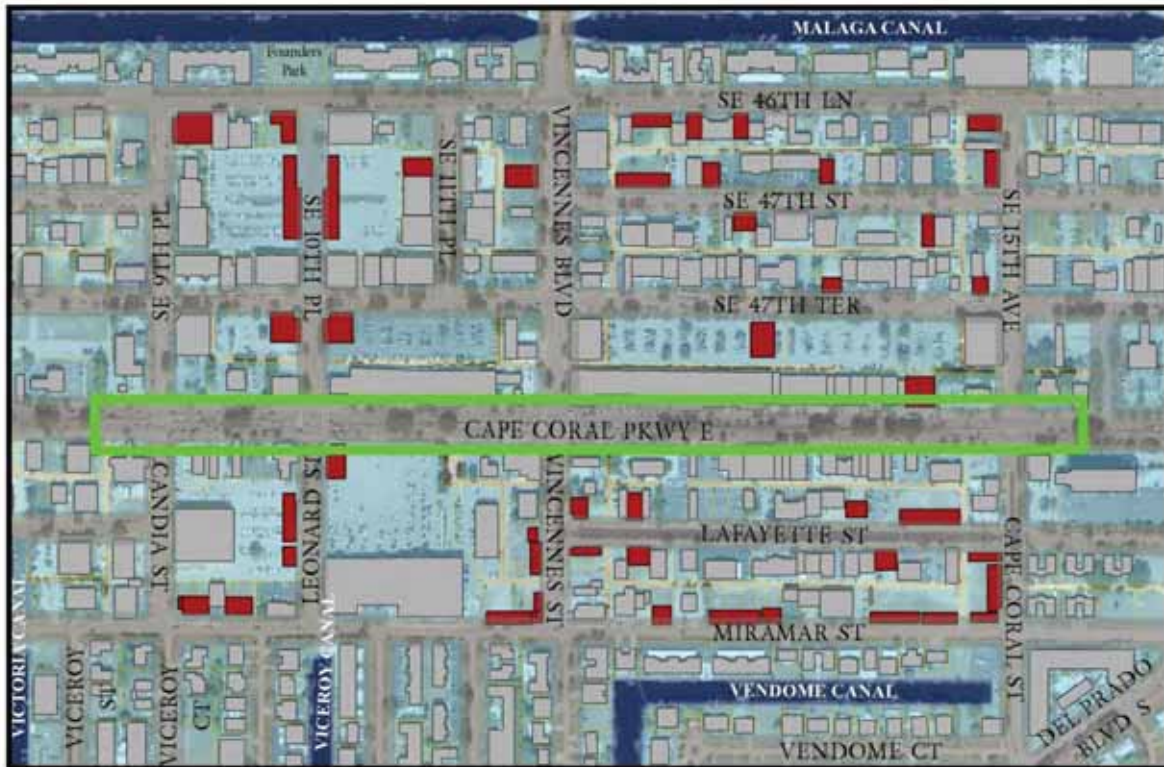 MALAGA CANAL
Founders
Park
SE 46TH LN
VINCENNES BLVD
SE 11TH PL
SE 47TH ST
SE 9TH PL
SE 10TH PL
SE 15TH AVE
SE 47TH TER
CAPE CORAL PKWY E
CANDIA ST
LEONARD ST
VINCENNES ST
LAFAYETTE ST
CAPE CORAL ST
MIRAMAR ST
VICTORIA CANAL
VICEROY
ST
VICEROY
CT
VICEROY CANAL
VENDOME CANAL
DEL PRADO
BLVD S
VENDOME CT